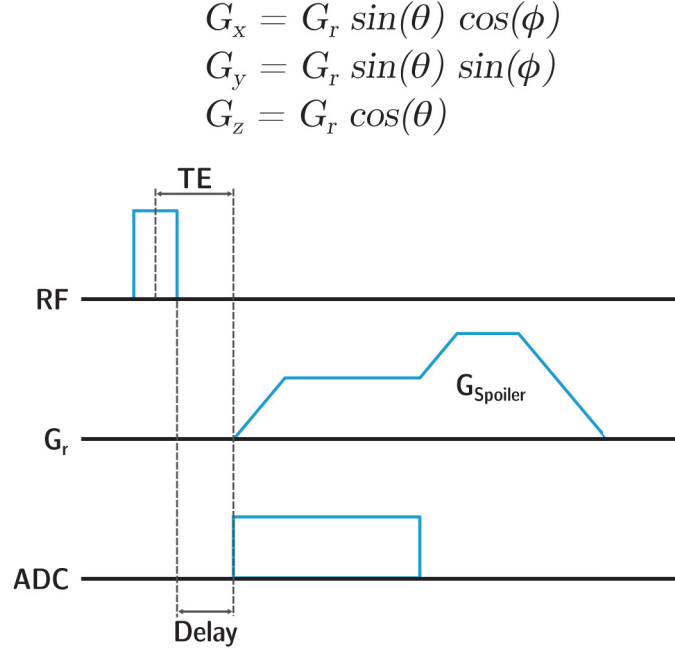 G_x = G_r sin(θ) cos(ϕ)
G_y = G_r sin(θ) sin(ϕ)
G_z = G_r cos(θ)
TE
RF
G_Spoiler
G_r
ADC
Delay